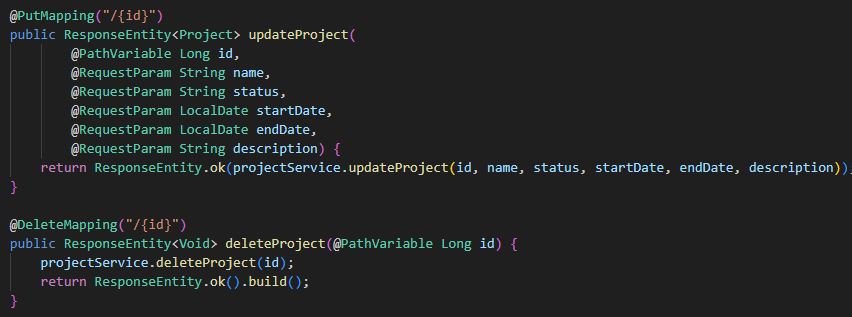 @PutMapping("/{id}")
public ResponseEntity<Project> updateProject(
@PathVariable Long id,
@RequestParam String name,
@RequestParam String status,
@RequestParam LocalDate startDate,
@RequestParam LocalDate endDate,
@RequestParam String description) {
return ResponseEntity.ok(projectService.updateProject(id, name, status, startDate, endDate, description));
}
@DeleteMapping("/{id}")
public ResponseEntity<Void> deleteProject(@PathVariable Long id) {
projectService.deleteProject(id);
return ResponseEntity.ok().build();
}